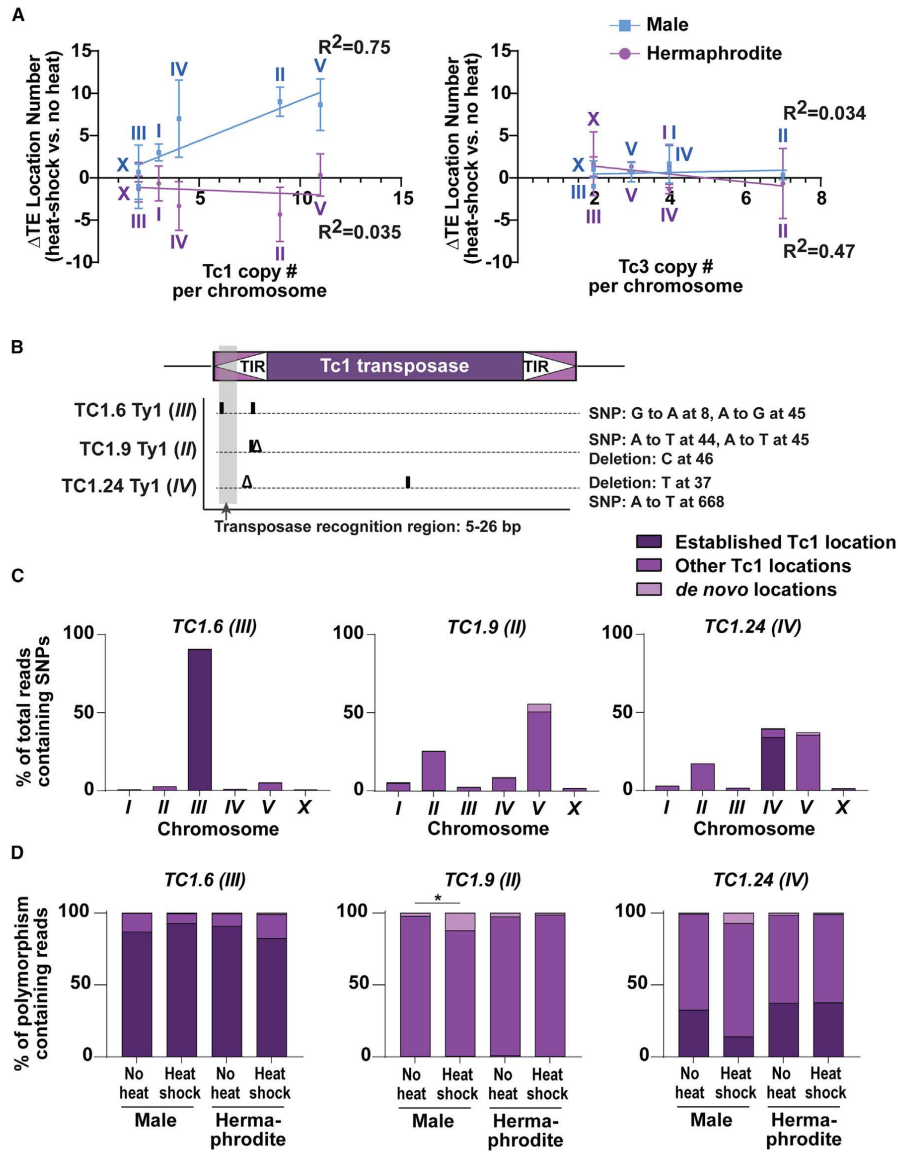 A
Male
Hermaphrodite
ΔTE Location Number
(heat-shock vs. no heat)
15
10
5
0
-5
-10
5
10
15
R²=0.75
IV
II
V
III
I
X
X
III
I
IV
II
V
R²=0.035
Tc1 copy #
per chromosome
ΔTE Location Number
(heat-shock vs. no heat)
15
10
5
0
-5
-10
2
4
6
8
R²=0.034
X
I I
II
V
IV
X
III
III
V
IV
II
R²=0.47
Tc3 copy #
per chromosome
B
TIR
Tc1 transposase
TIR
TC1.6 Ty1 (III)
SNP: G to A at 8, A to G at 45
TC1.9 Ty1 (II)
Δ
SNP: A to T at 44, A to T at 45
Deletion: C at 46
TC1.24 Ty1 (IV)
Δ
Deletion: T at 37
SNP: A to T at 668
Transposase recognition region: 5-26 bp
Established Tc1 location
Other Tc1 locations
de novo locations
C
% of total reads
containing SNPs
TC1.6 (III)
100
50
0
I II III IV V X
Chromosome
TC1.9 (II)
100
50
0
I II III IV V X
Chromosome
TC1.24 (IV)
100
50
0
I II III IV V X
Chromosome
D
% of polymorphism
containing reads
TC1.6 (III)
100
50
0
No Heat No Heat
heat shock heat shock
Male Herma-
phrodite
TC1.9 (II)
*
100
50
0
No Heat No Heat
heat shock heat shock
Male Herma-
phrodite
TC1.24 (IV)
100
50
0
No Heat No Heat
heat shock heat shock
Male Herma-
phrodite